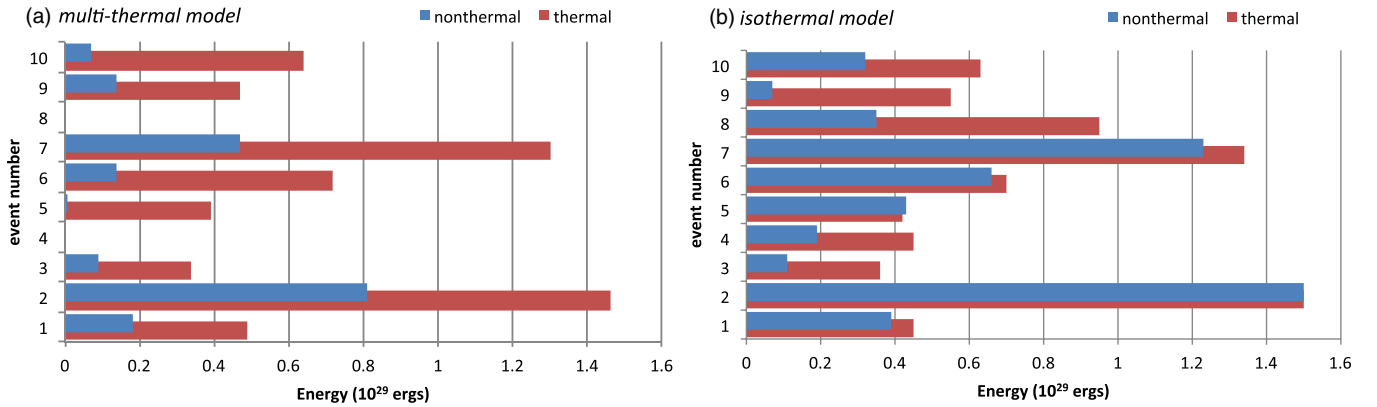 (a) multi-thermal model
nonthermal thermal
10
9
8
7
6
5
4
3
2
1
event number
0 0.2 0.4 0.6 0.8 1 1.2 1.4 1.6
Energy (10²⁹ ergs)
(b) isothermal model
nonthermal thermal
10
9
8
7
6
5
4
3
2
1
event number
0 0.2 0.4 0.6 0.8 1 1.2 1.4 1.6
Energy (10²⁹ ergs)